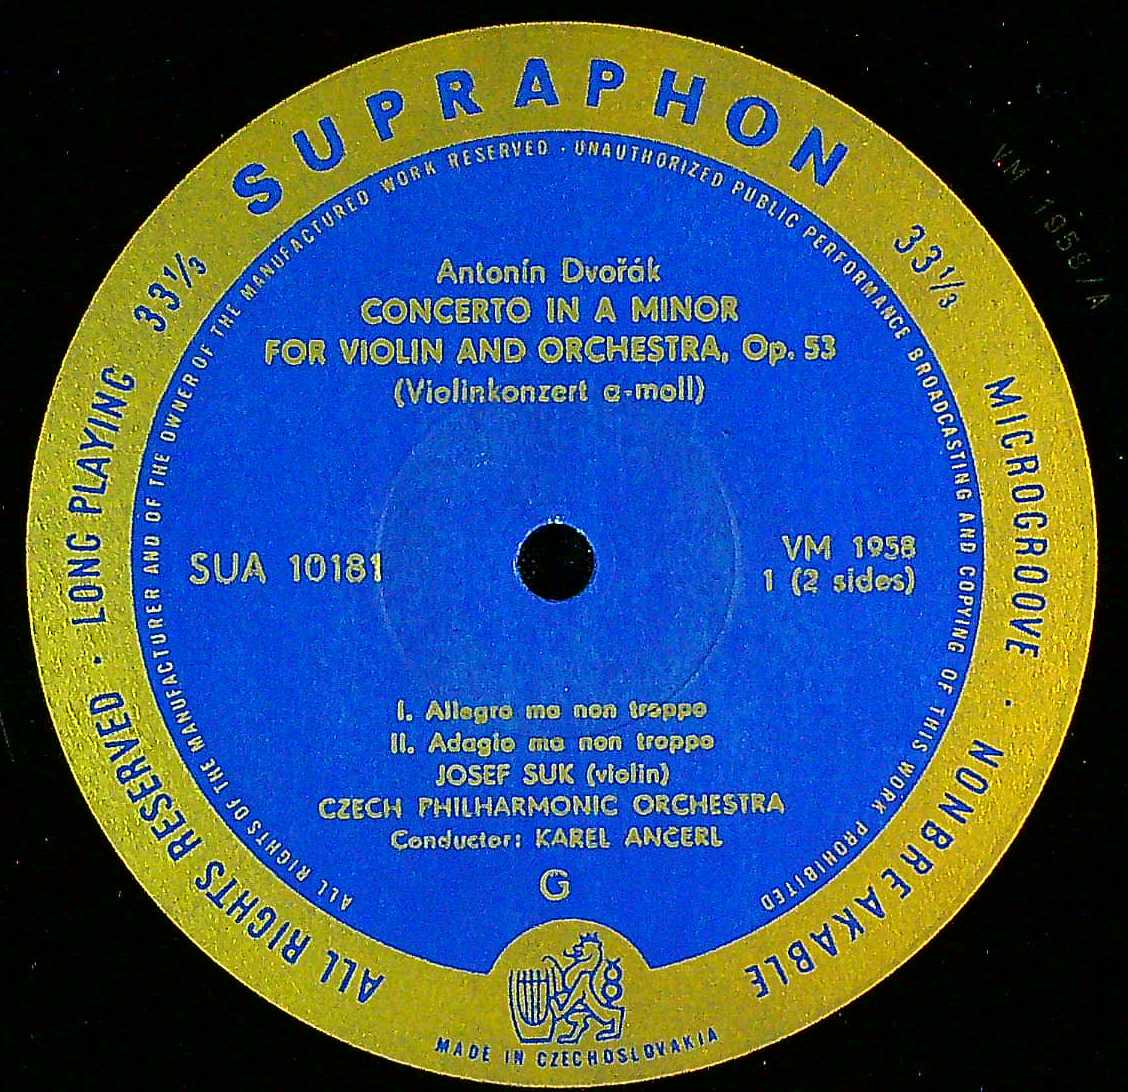 SUPRAPHON
33⅓ 33⅓
ALL RIGHTS RESERVED · LONG PLAYING
MICROGROOVE · NONBREAKABLE
ALL RIGHTS OF THE MANUFACTURER AND OF THE OWNER OF THE MANUFACTURED WORK RESERVED · UNAUTHORIZED PUBLIC PERFORMANCE BROADCASTING AND COPYING OF THIS WORK PROHIBITED
VM 1958/A
Antonín Dvořák
CONCERTO IN A MINOR
FOR VIOLIN AND ORCHESTRA, Op. 53
(Violinkonzert a-moll)
SUA 10181
VM 1958
1 (2 sides)
I. Allegro ma non troppo
II. Adagio ma non troppo
JOSEF SUK (violin)
CZECH PHILHARMONIC ORCHESTRA
Conductor: KAREL ANCERL
G
MADE IN CZECHOSLOVAKIA